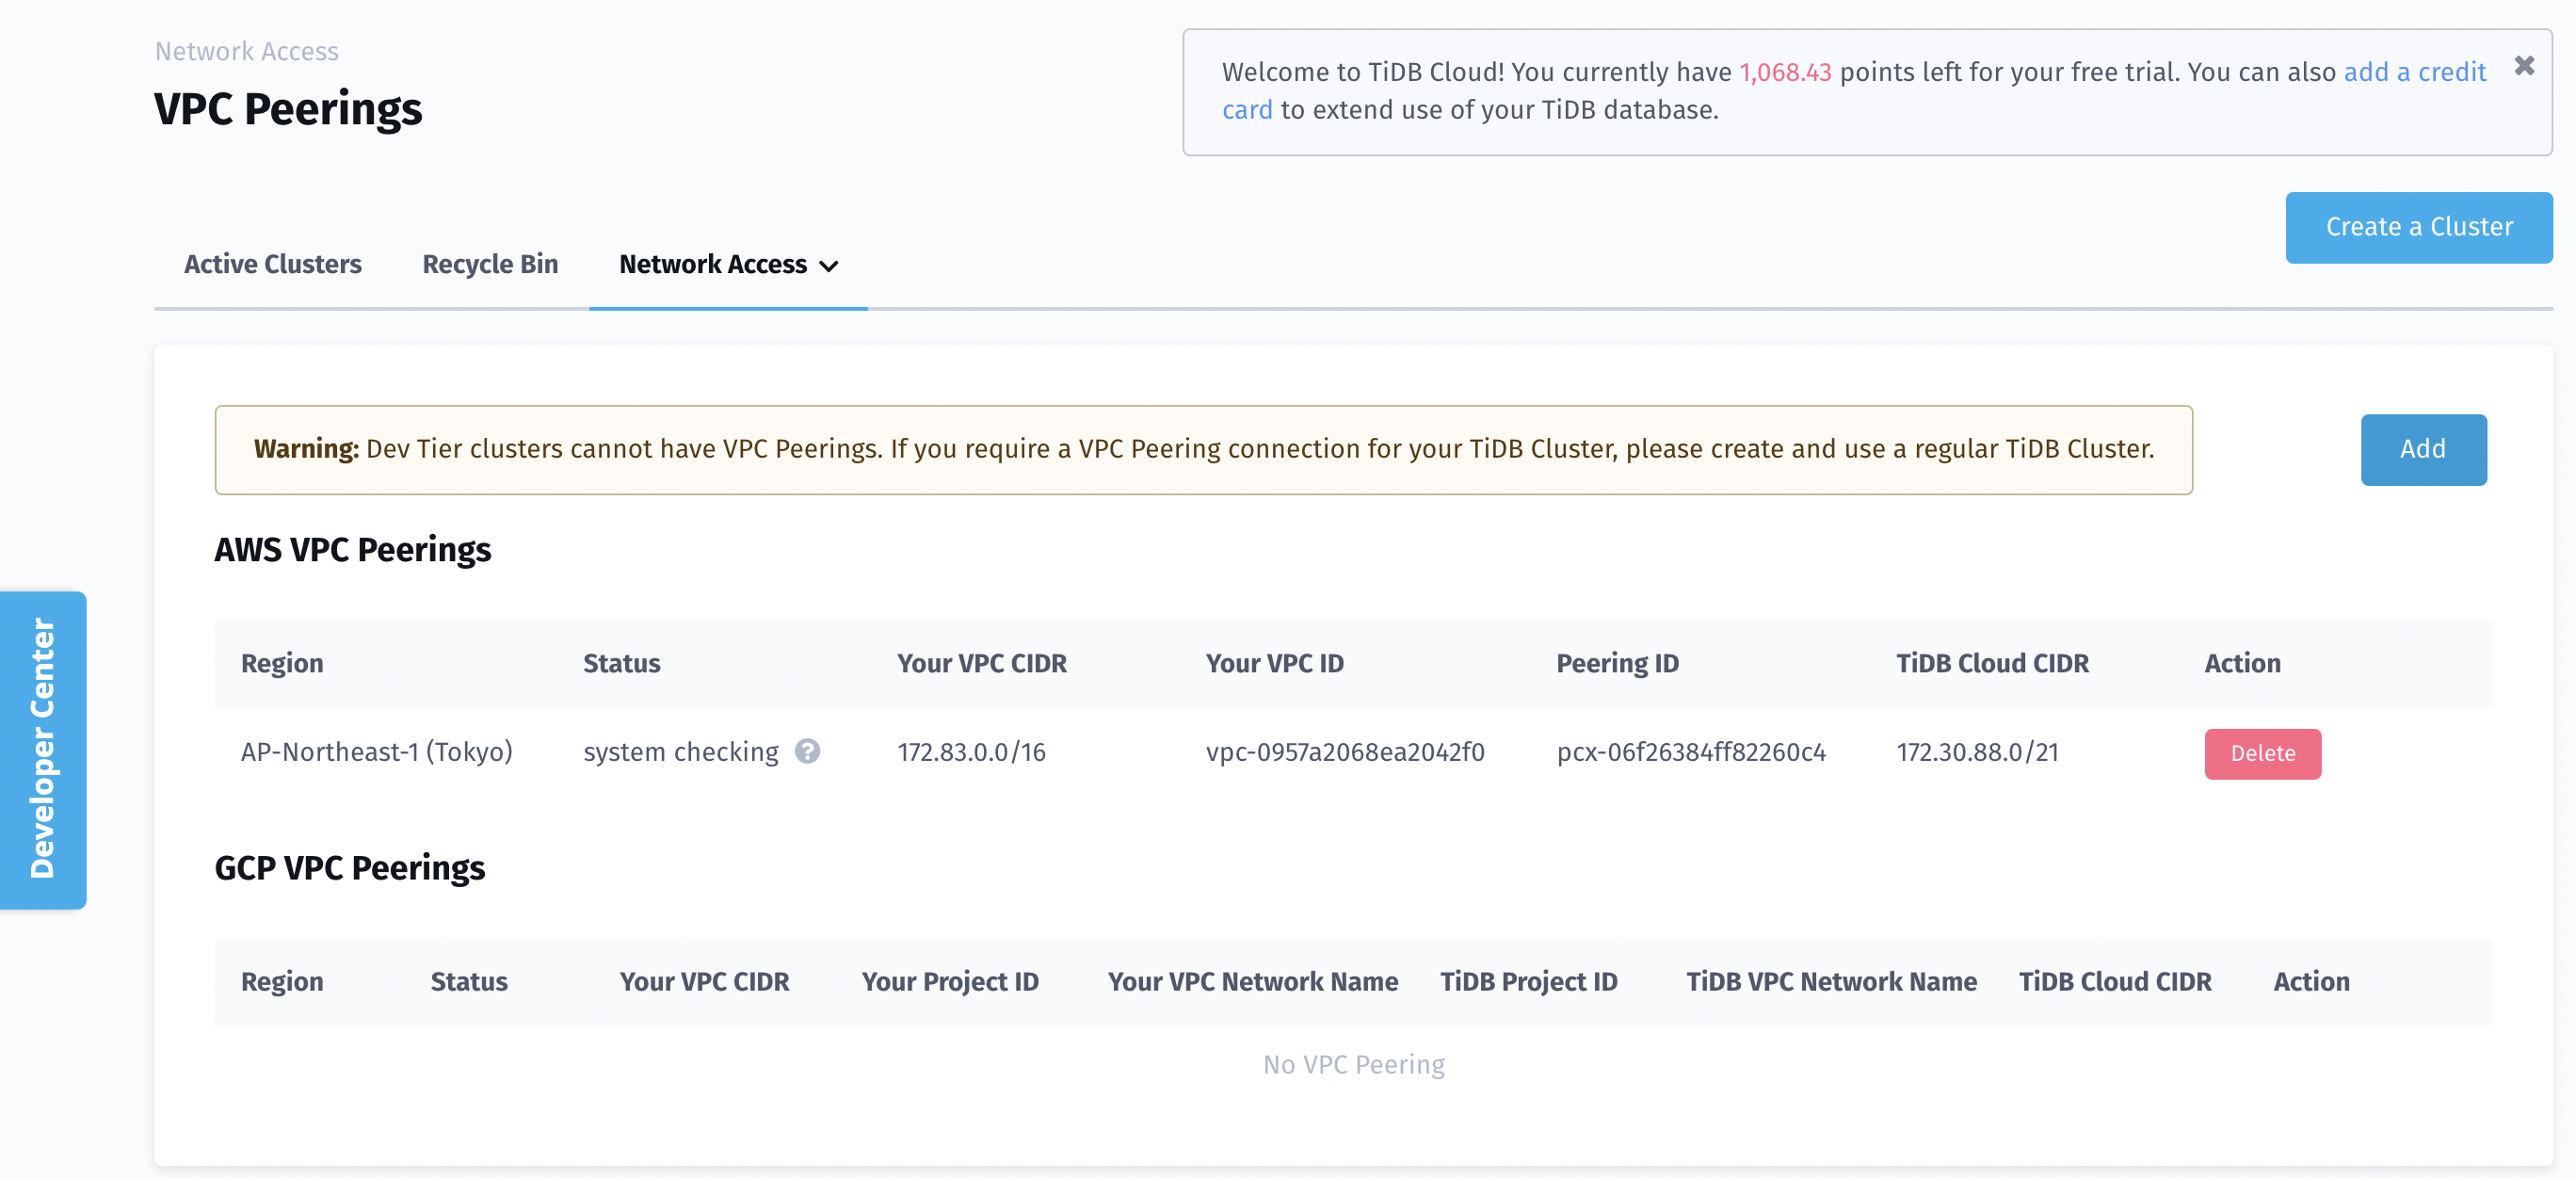 Network Access
VPC Peerings
Welcome to TiDB Cloud! You currently have 1,068.43 points left for your free trial. You can also add a credit
card to extend use of your TiDB database.
Create a Cluster
Active Clusters Recycle Bin Network Access
Warning: Dev Tier clusters cannot have VPC Peerings. If you require a VPC Peering connection for your TiDB Cluster, please create and use a regular TiDB Cluster.
Add
AWS VPC Peerings
Region Status Your VPC CIDR Your VPC ID Peering ID TiDB Cloud CIDR Action
AP-Northeast-1 (Tokyo) system checking ? 172.83.0.0/16 vpc-0957a2068ea2042f0 pcx-06f26384ff82260c4 172.30.88.0/21 Delete
GCP VPC Peerings
Region Status Your VPC CIDR Your Project ID Your VPC Network Name TiDB Project ID TiDB VPC Network Name TiDB Cloud CIDR Action
No VPC Peering
Developer Center